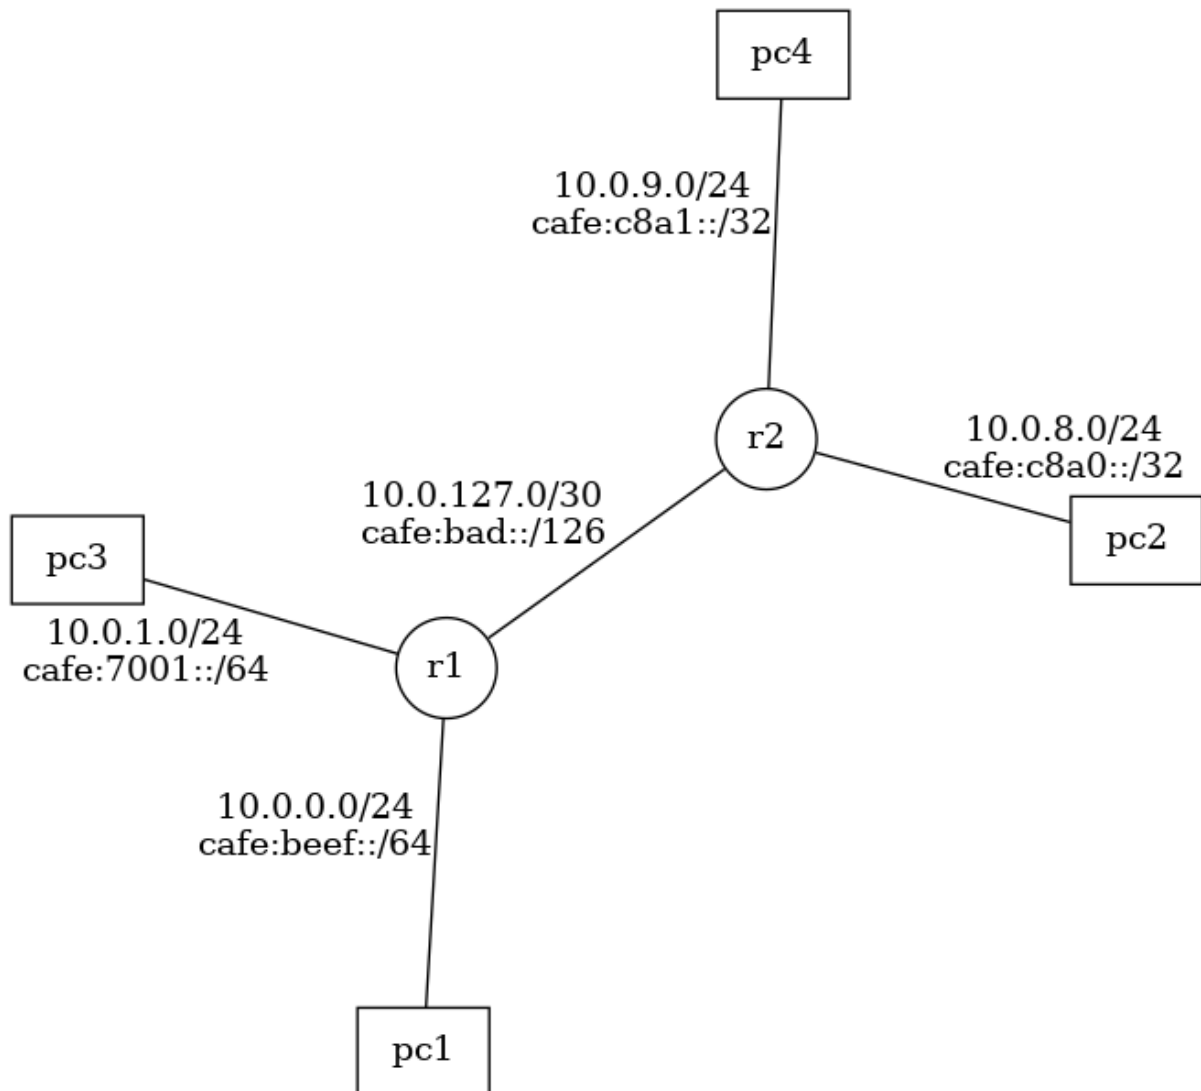 pc4
10.0.9.0/24
cafe:c8a1::/32
r2
10.0.8.0/24
cafe:c8a0::/32
pc2
10.0.127.0/30
cafe:bad::/126
pc3
10.0.1.0/24
cafe:7001::/64
r1
10.0.0.0/24
cafe:beef::/64
pc1